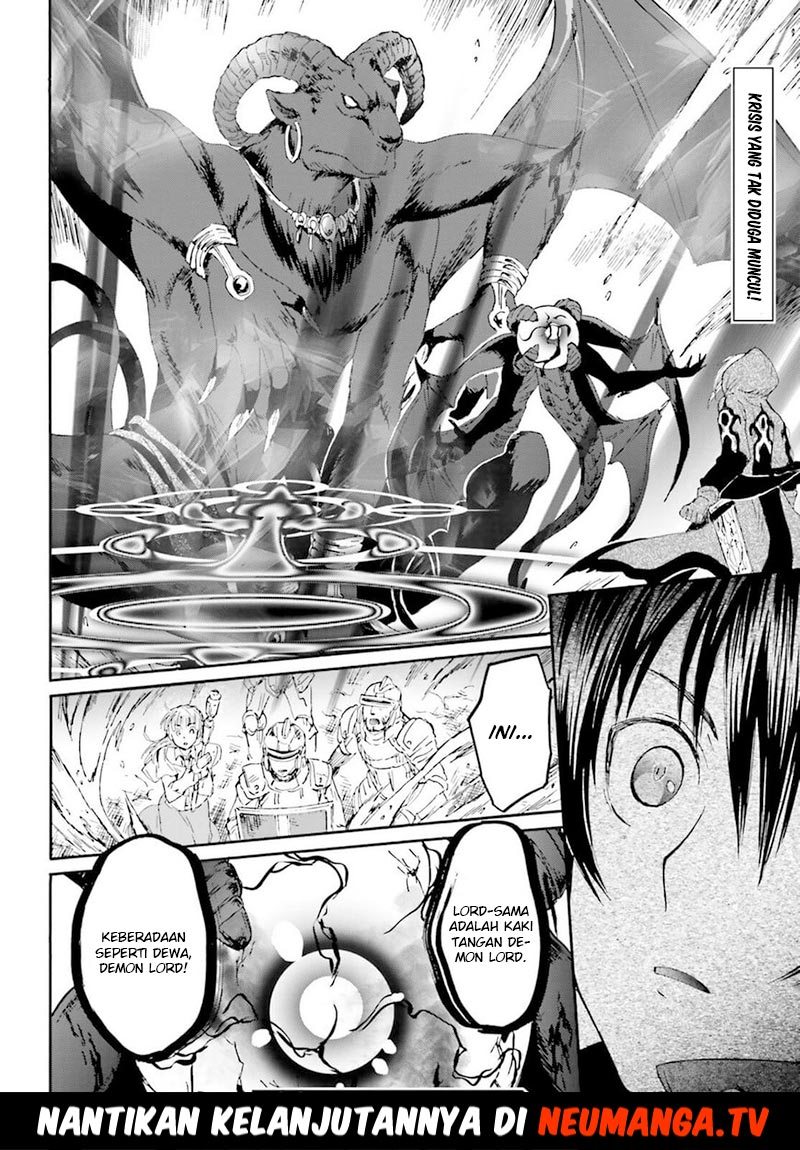 KRISIS YANG TAK DIDUGA MUNCUL!
INI...
LORD-SAMA
ADALAH KAKI
TANGAN DE-
MON LORD.
KEBERADAAN
SEPERTI DEWA,
DEMON LORD!
NANTIKAN KELANJUTANNYA DI NEUMANGA.TV